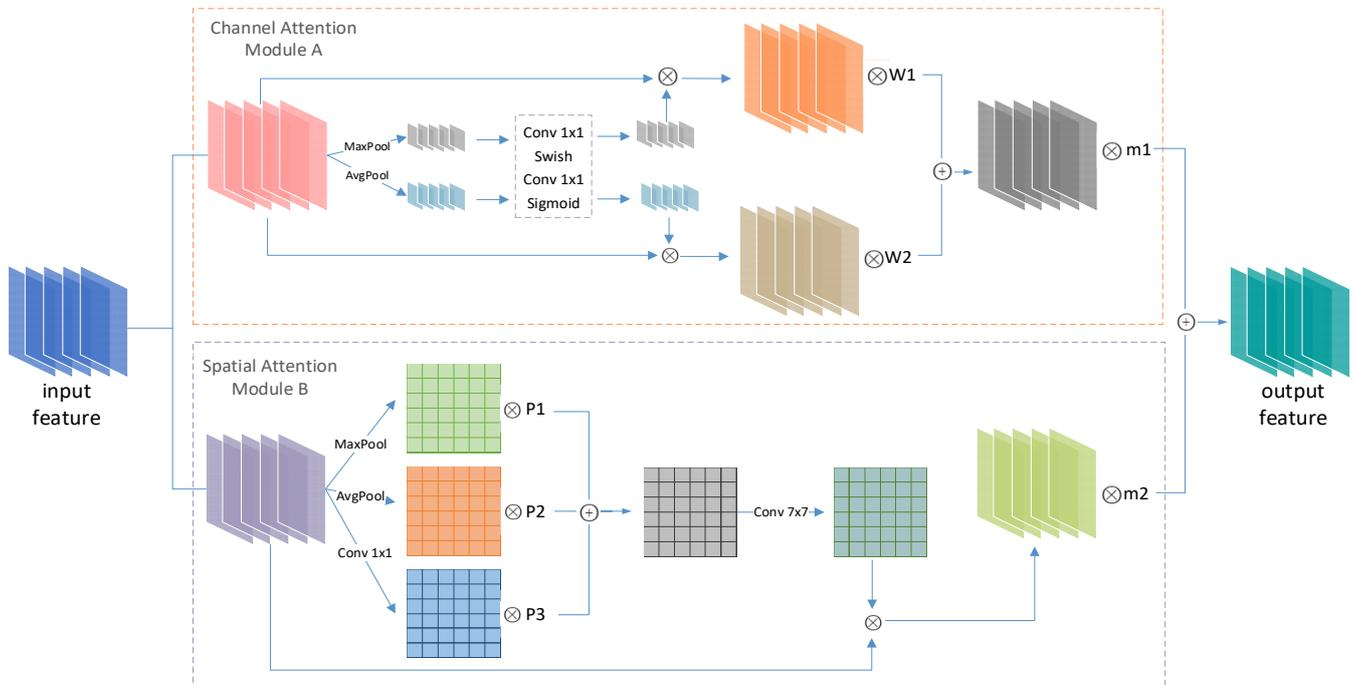 Channel Attention
Module A
MaxPool
AvgPool
Conv 1x1
Swish
Conv 1x1
Sigmoid
W1
W2
m1
input
feature
Spatial Attention
Module B
MaxPool
AvgPool
Conv 1x1
P1
P2
P3
Conv 7x7
m2
output
feature